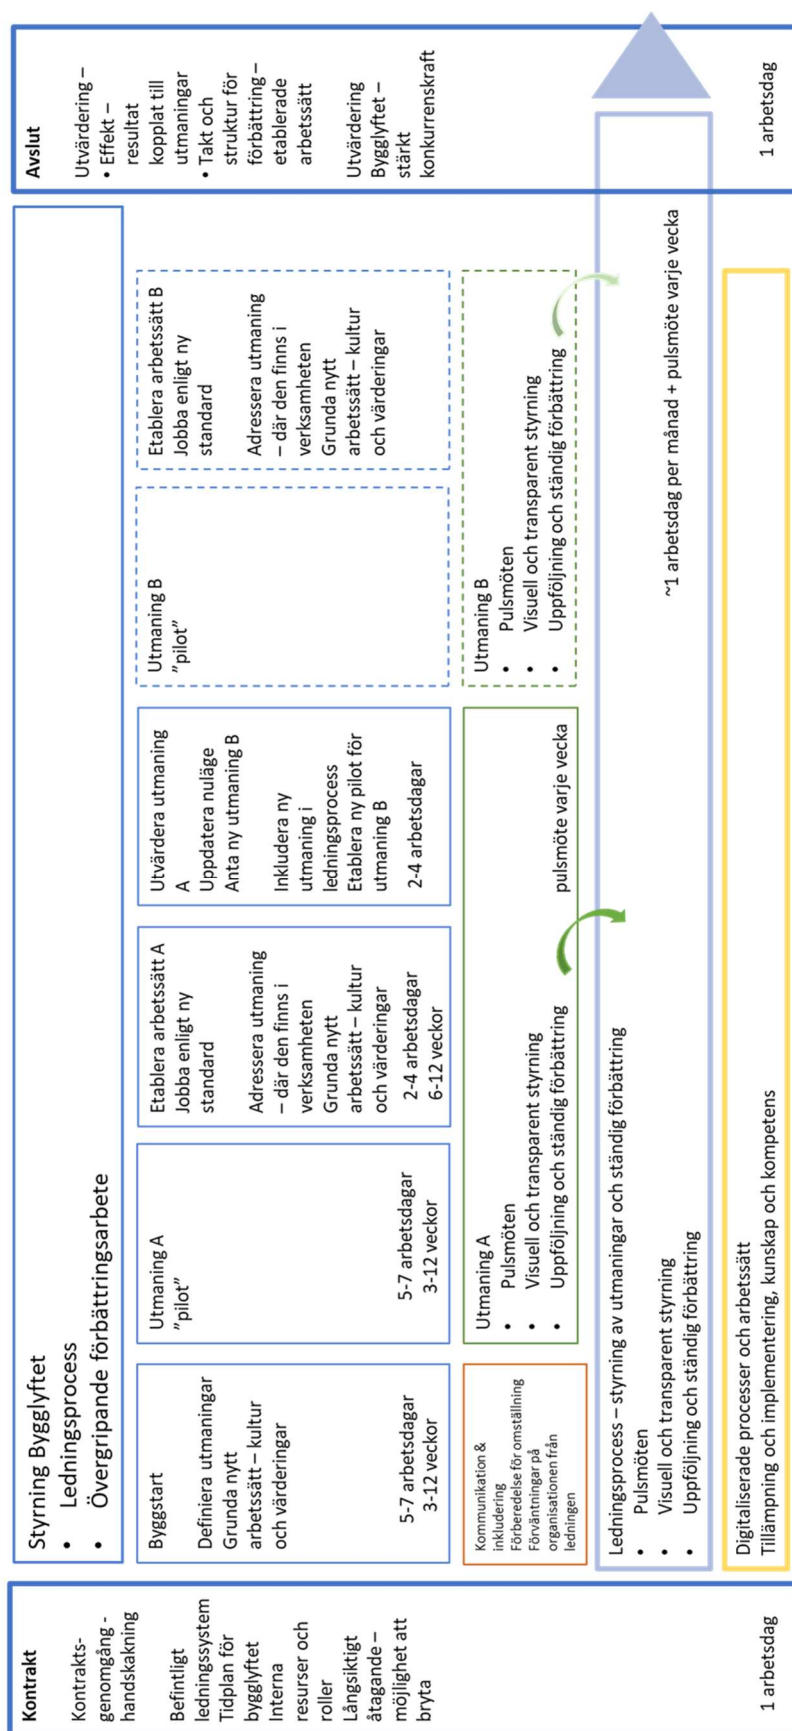 Kontrakt
Kontrakts-
genomgång -
handskakning
Befintligt
ledningssystem
Tidplan för
bygglyftet
Interna
resurser och
roller
Långsiktigt
åtagande –
möjlighet att
bryta
1 arbetsdag
Styrning Bygglyftet
• Ledningsprocess
• Övergripande förbättringsarbete
Byggstart
Definiera utmaningar
Grunda nytt
arbetssätt – kultur
och värderingar
5-7 arbetsdagar
3-12 veckor
Utmaning A
”pilot”
5-7 arbetsdagar
3-12 veckor
Etablera arbetssätt A
Jobba enligt ny
standard
Adressera utmaning
– där den finns i
verksamheten
Grunda nytt
arbetssätt – kultur
och värderingar
2-4 arbetsdagar
6-12 veckor
Utvärdera utmaning
A
Uppdatera nuläge
Anta ny utmaning B
Inkludera ny
utmaning i
ledningsprocess
Etablera ny pilot för
utmaning B
2-4 arbetsdagar
Utmaning B
”pilot”
Etablera arbetssätt B
Jobba enligt ny
standard
Adressera utmaning
– där den finns i
verksamheten
Grunda nytt
arbetssätt – kultur
och värderingar
Kommunikation &
inkludering
Förberedelse för omställning
Förväntningar på
organisationen från
ledningen
Utmaning A
• Pulsmöten
• Visuell och transparent styrning
• Uppföljning och ständig förbättring
pulsmöte varje vecka
Utmaning B
• Pulsmöten
• Visuell och transparent styrning
• Uppföljning och ständig förbättring
Ledningsprocess – styrning av utmaningar och ständig förbättring
• Pulsmöten
• Visuell och transparent styrning
• Uppföljning och ständig förbättring
~1 arbetsdag per månad + pulsmöte varje vecka
Digitaliserade processer och arbetssätt
Tillämpning och implementering, kunskap och kompetens
Avslut
Utvärdering –
• Effekt –
resultat
kopplat till
utmaningar
• Takt och
struktur för
förbättring –
etablerade
arbetssätt
Utvärdering
Bygglyftet –
stärkt
konkurrenskraft
1 arbetsdag